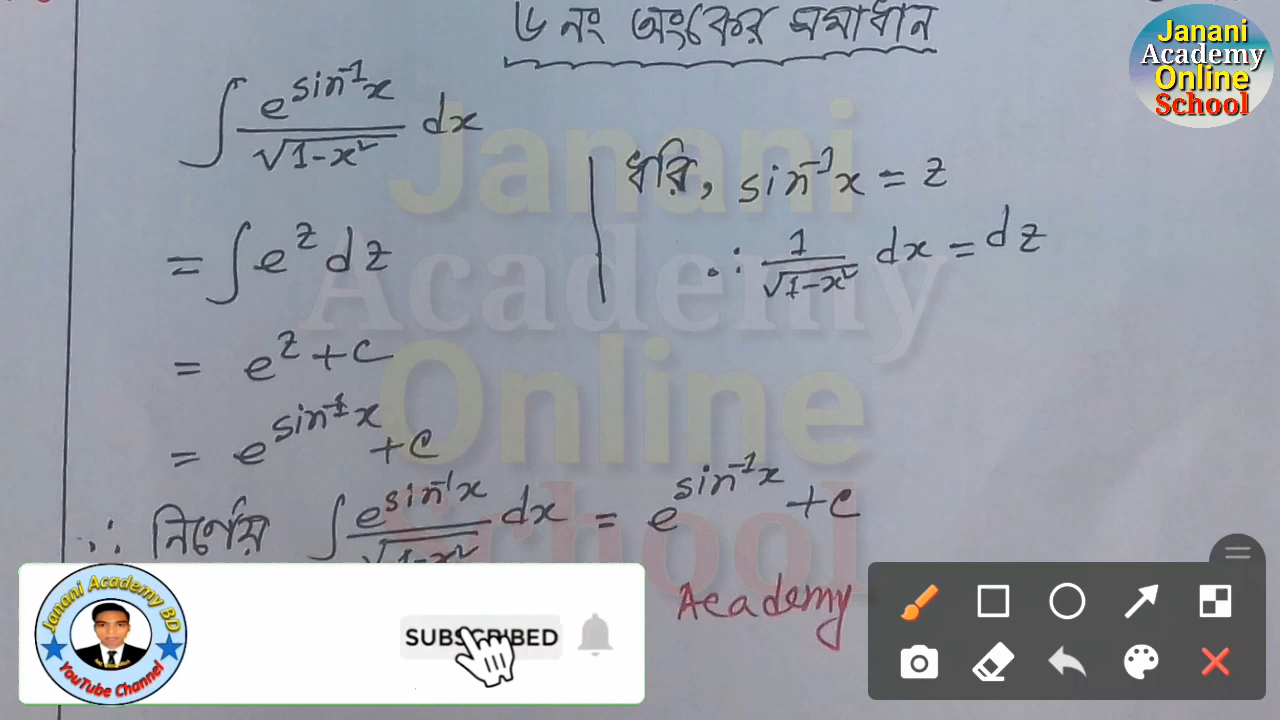 ৬ নং অংকের সমাধান
Janani
Academy
Online
School
∫ e^{sin⁻¹x}/√(1-x²) dx
ধরি, sin⁻¹x = z
∴ 1/√(1-x²) dx = dz
= ∫ e^z dz
= e^z + c
= e^{sin⁻¹x} + c
∴ নির্ণেয় ∫ e^{sin⁻¹x}/√(1-x²) dx = e^{sin⁻¹x} + c
Janani
Academy
Online
School
Academy
Janani Academy BD
YouTube Channel
SUBSCRIBED